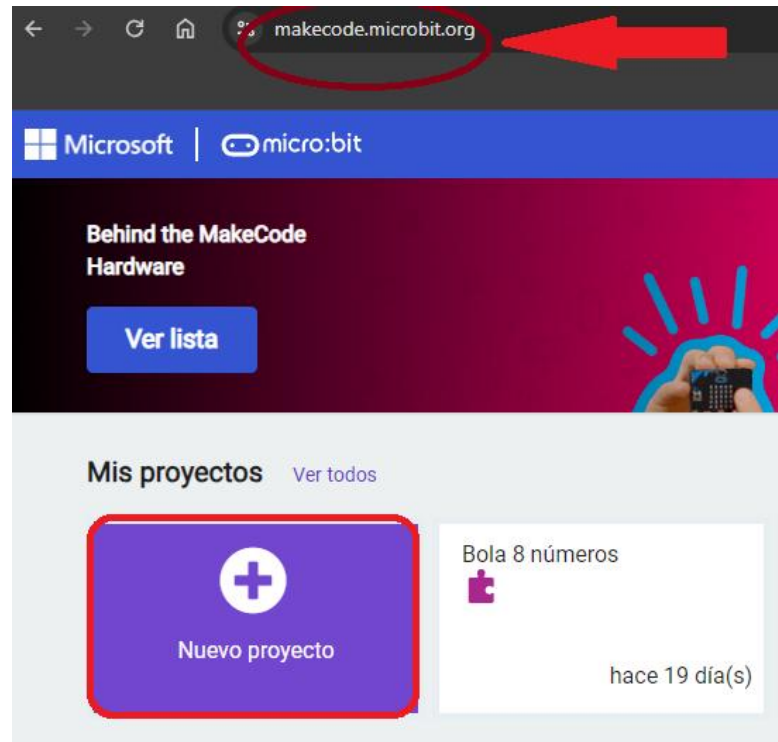 makecode.microbit.org
Microsoft | micro:bit
Behind the MakeCode
Hardware
Ver lista
Mis proyectos Ver todos
Nuevo proyecto
Bola 8 números
hace 19 día(s)